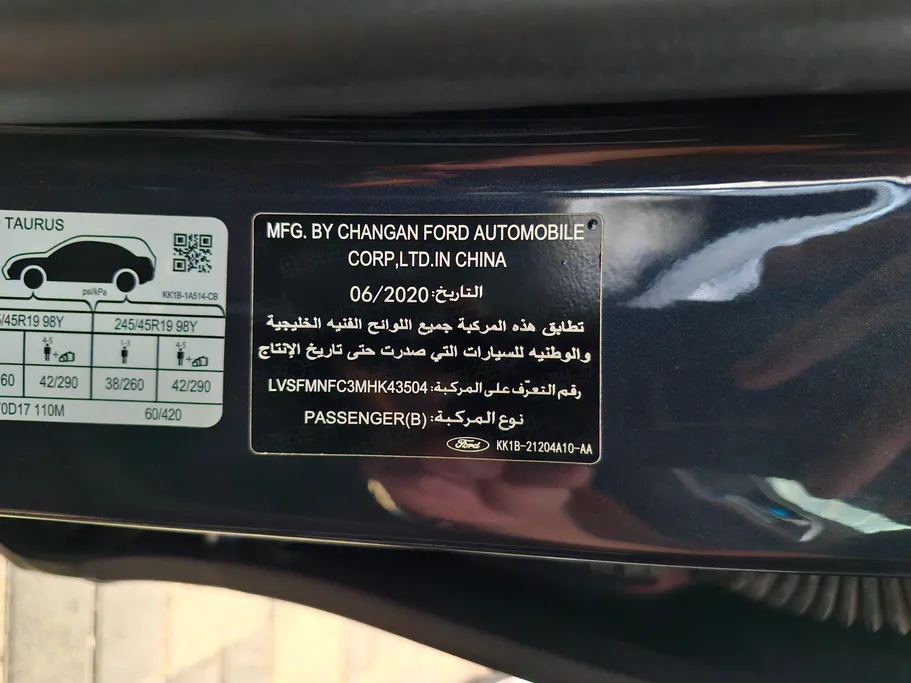 TAURUS
psi/kPa
KK1B-1A514-CB
/45R19 98Y 245/45R19 98Y
4-5 1-3 4-5
260 42/290 38/260 42/290
0D17 110M 60/420
MFG. BY CHANGAN FORD AUTOMOBILE
CORP,LTD.IN CHINA
التاريخ: 06/2020
تطابق هذه المركبة جميع اللوائح الفنيه الخليجية
والوطنيه للسيارات التي صدرت حتى تاريخ الإنتاج
رقم التعرّف على المركبة: LVSFMNFC3MHK43504
نوع المركبة: PASSENGER(B)
Ford KK1B-21204A10-AA